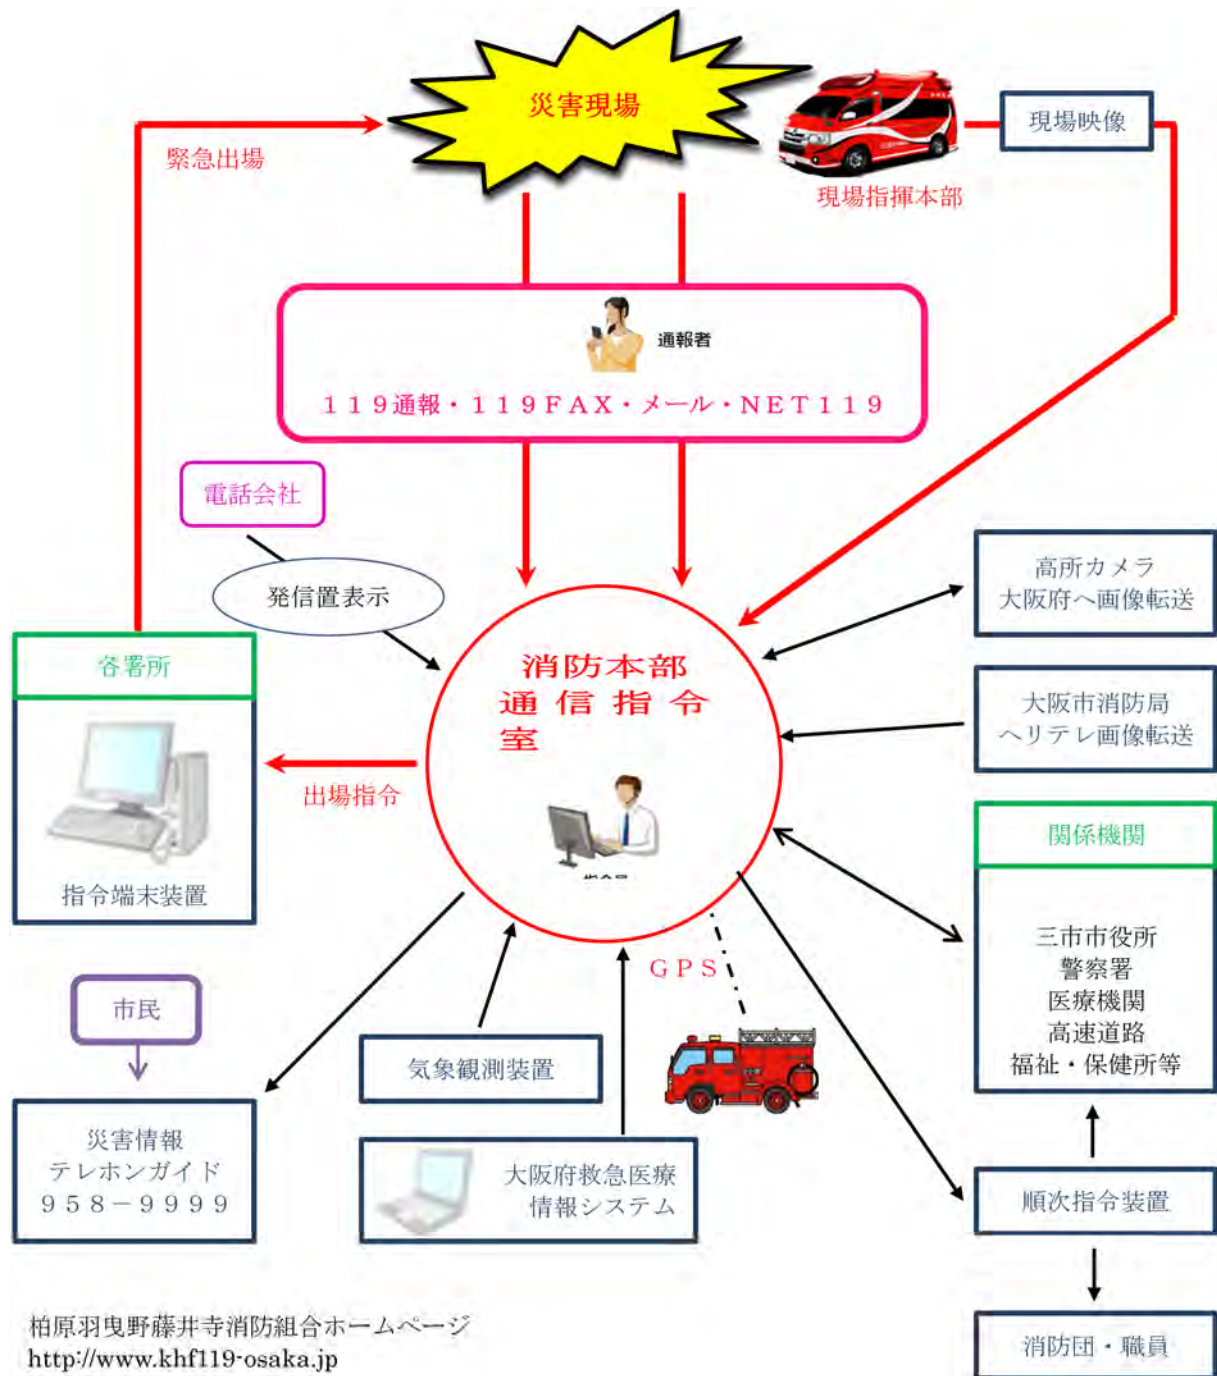 災害現場
現場映像
緊急出場
現場指揮本部
通報者
119通報・119FAX・メール・NET119
電話会社
発信置表示
高所カメラ
大阪府へ画像転送
各署所
消防本部
通信指令
室
大阪市消防局
ヘリテレ画像転送
出場指令
指令端末装置
関係機関
三市市役所
警察署
医療機関
高速道路
福祉・保健所等
GPS
市民
気象観測装置
災害情報
テレホンガイド
958-9999
大阪府救急医療
情報システム
順次指令装置
消防団・職員
柏原羽曳野藤井寺消防組合ホームページ
http://www.khf119-osaka.jp